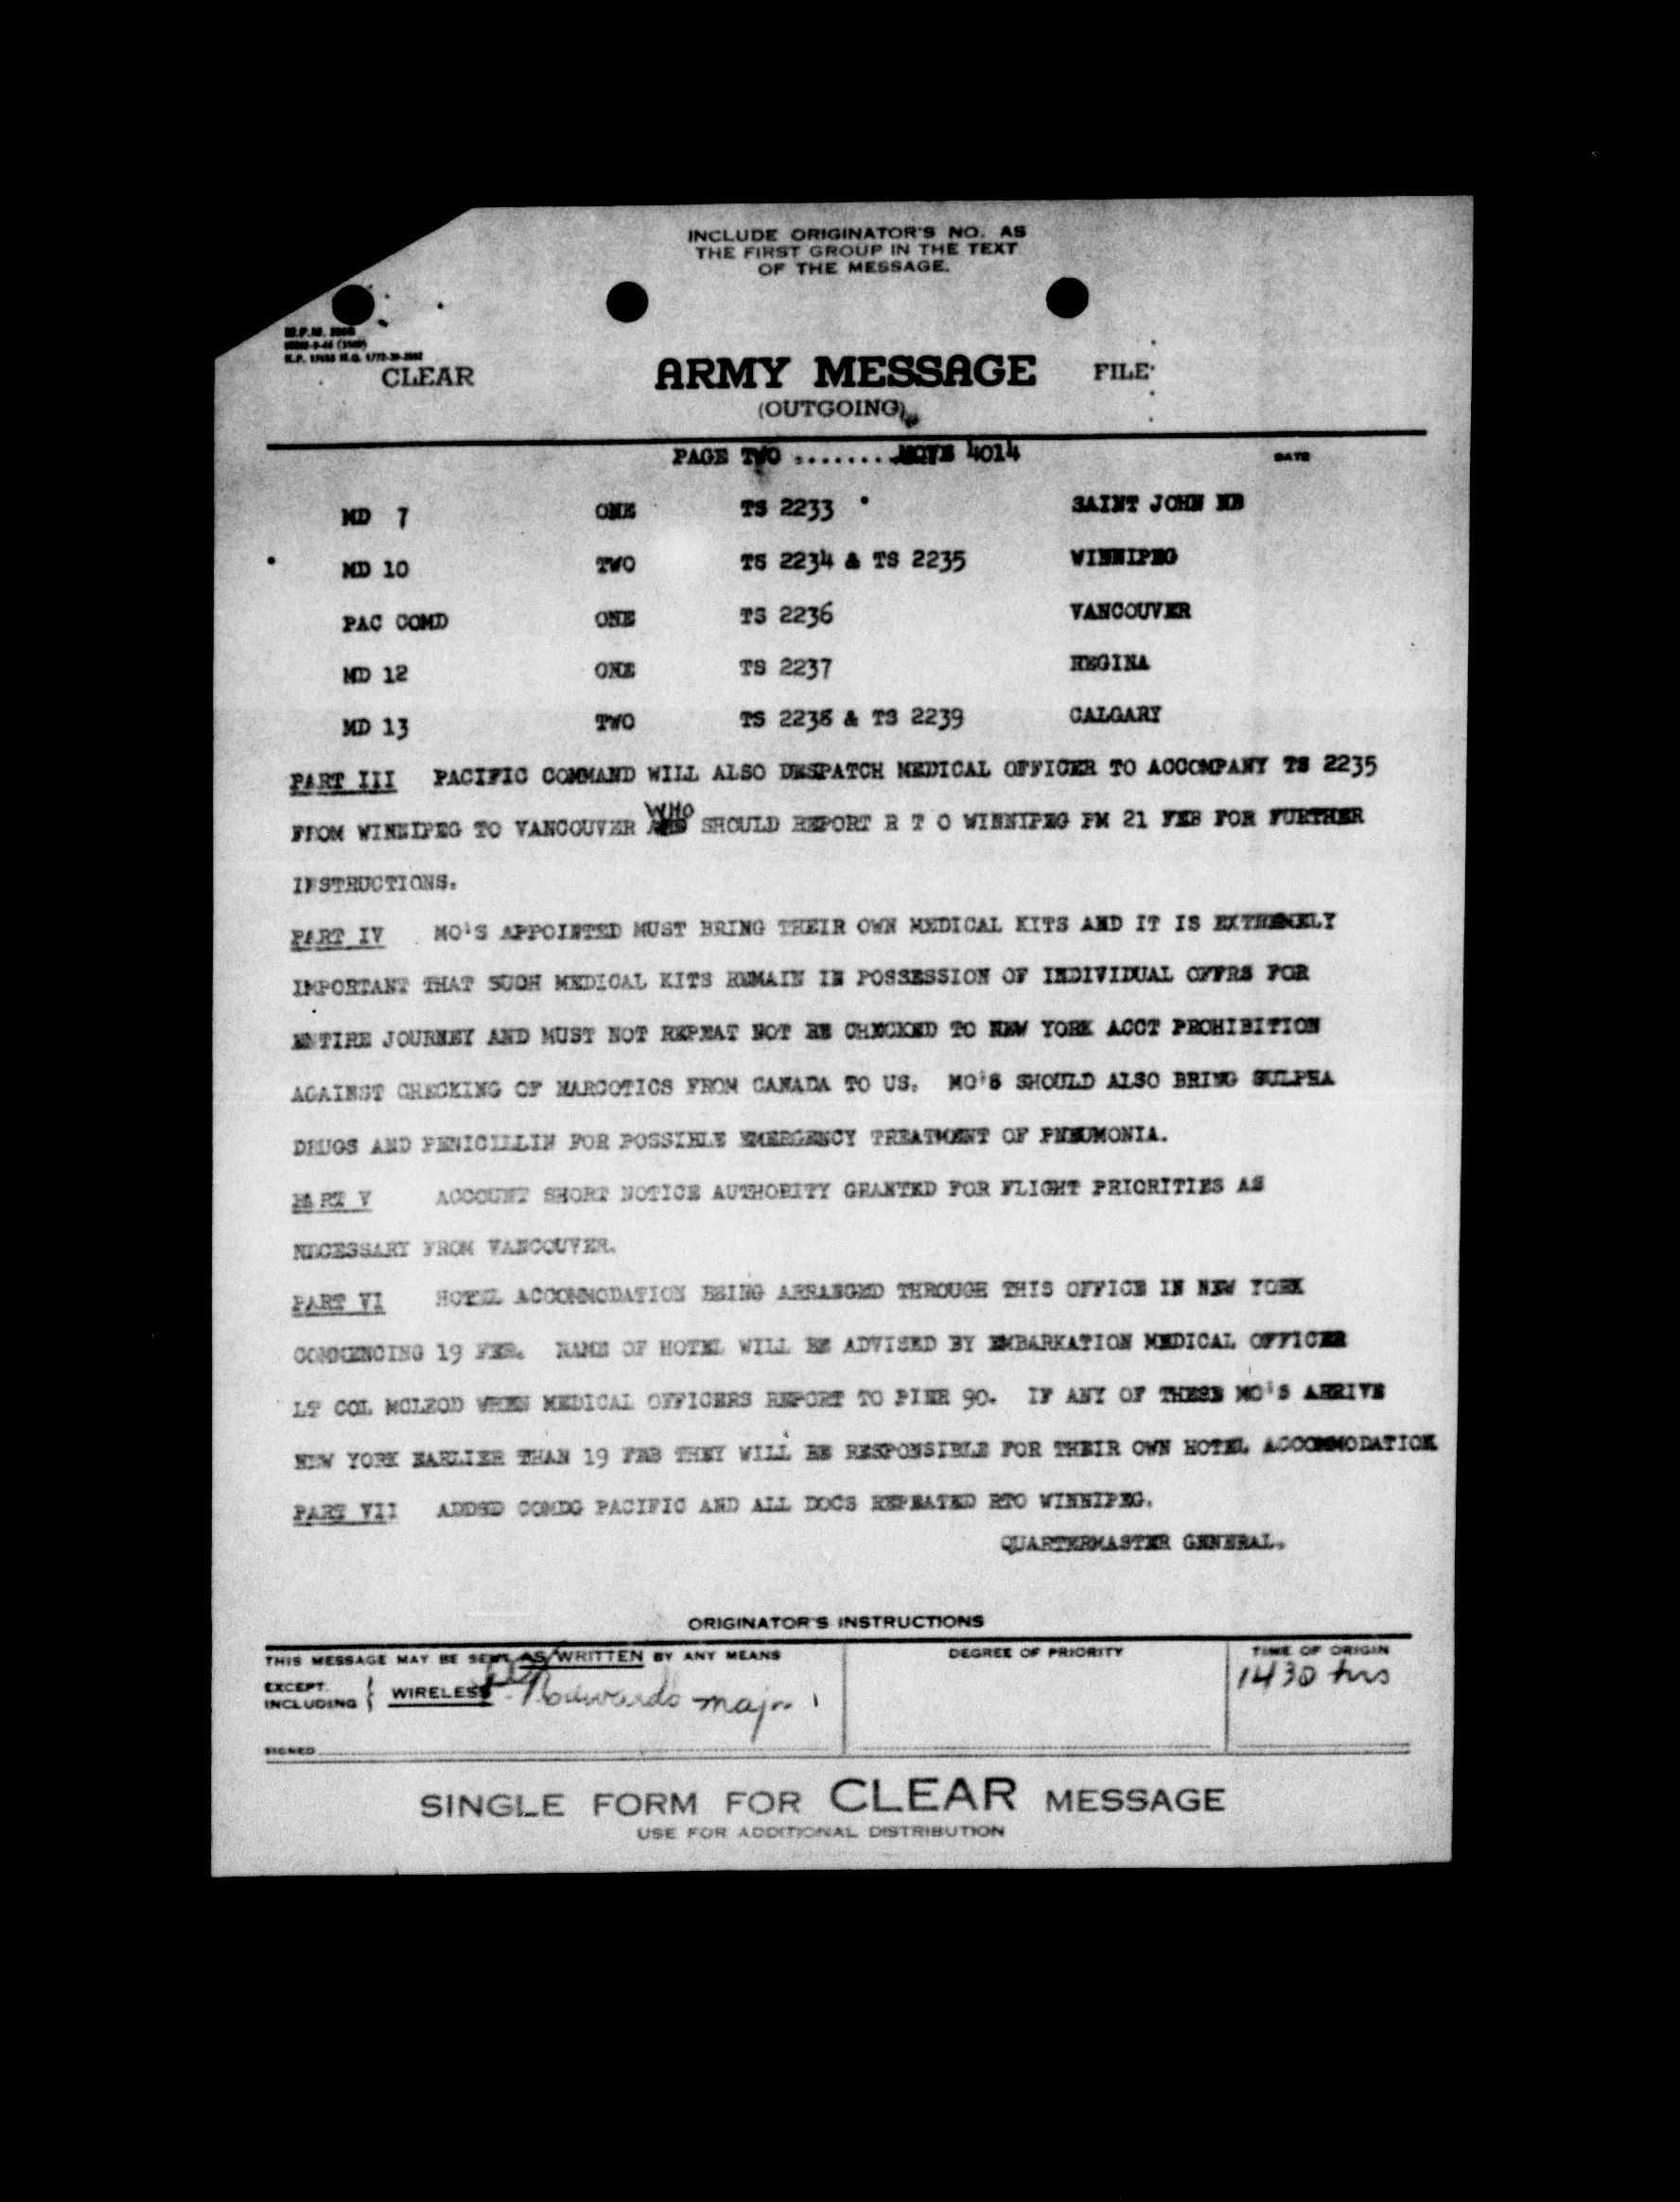 INCLUDE ORIGINATOR'S NO. AS
THE FIRST GROUP IN THE TEXT
OF THE MESSAGE.
CLEAR
ARMY MESSAGE
FILE
(OUTGOING)
PAGE TWO ........MOVE 4014
DATE
MD 7 ONE TS 2233 SAINT JOHN NB
MD 10 TWO TS 2234 & TS 2235 WINNIPEG
PAC COMD ONE TS 2236 VANCOUVER
MD 12 ONE TS 2237 REGINA
MD 13 TWO TS 2238 & TS 2239 CALGARY
PART III PACIFIC COMMAND WILL ALSO DESPATCH MEDICAL OFFICER TO ACCOMPANY TS 2235
FROM WINNIPEG TO VANCOUVER WHO SHOULD REPORT R T O WINNIPEG PM 21 FEB FOR FURTHER
INSTRUCTIONS.
PART IV MO'S APPOINTED MUST BRING THEIR OWN MEDICAL KITS AND IT IS EXTREMELY
IMPORTANT THAT SUCH MEDICAL KITS REMAIN IN POSSESSION OF INDIVIDUAL OFFRS FOR
ENTIRE JOURNEY AND MUST NOT REPEAT NOT BE CHECKED TO NEW YORK ACCT PROHIBITION
AGAINST CHECKING OF NARCOTICS FROM CANADA TO US. MO'S SHOULD ALSO BRING SULPHA
DRUGS AND PENICILLIN FOR POSSIBLE EMERGENCY TREATMENT OF PNEUMONIA.
PART V ACCOUNT SHORT NOTICE AUTHORITY GRANTED FOR FLIGHT PRIORITIES AS
NECESSARY FROM VANCOUVER.
PART VI HOTEL ACCOMMODATION BEING ARRANGED THROUGH THIS OFFICE IN NEW YORK
COMMENCING 19 FEB. NAME OF HOTEL WILL BE ADVISED BY EMBARKATION MEDICAL OFFICER
LT COL MCLEOD WHEN MEDICAL OFFICERS REPORT TO PIER 90. IF ANY OF THESE MO'S ARRIVE
NEW YORK EARLIER THAN 19 FEB THEY WILL BE RESPONSIBLE FOR THEIR OWN HOTEL ACCOMMODATION
PART VII ADDED COMDG PACIFIC AND ALL DOCS REPEATED RTO WINNIPEG.
QUARTERMASTER GENERAL.
ORIGINATOR'S INSTRUCTIONS
THIS MESSAGE MAY BE SENT AS WRITTEN BY ANY MEANS
DEGREE OF PRIORITY
TIME OF ORIGIN
EXCEPT
INCLUDING } WIRELESS
Maj
1430 hrs
SIGNED
SINGLE FORM FOR CLEAR MESSAGE
USE FOR ADDITIONAL DISTRIBUTION